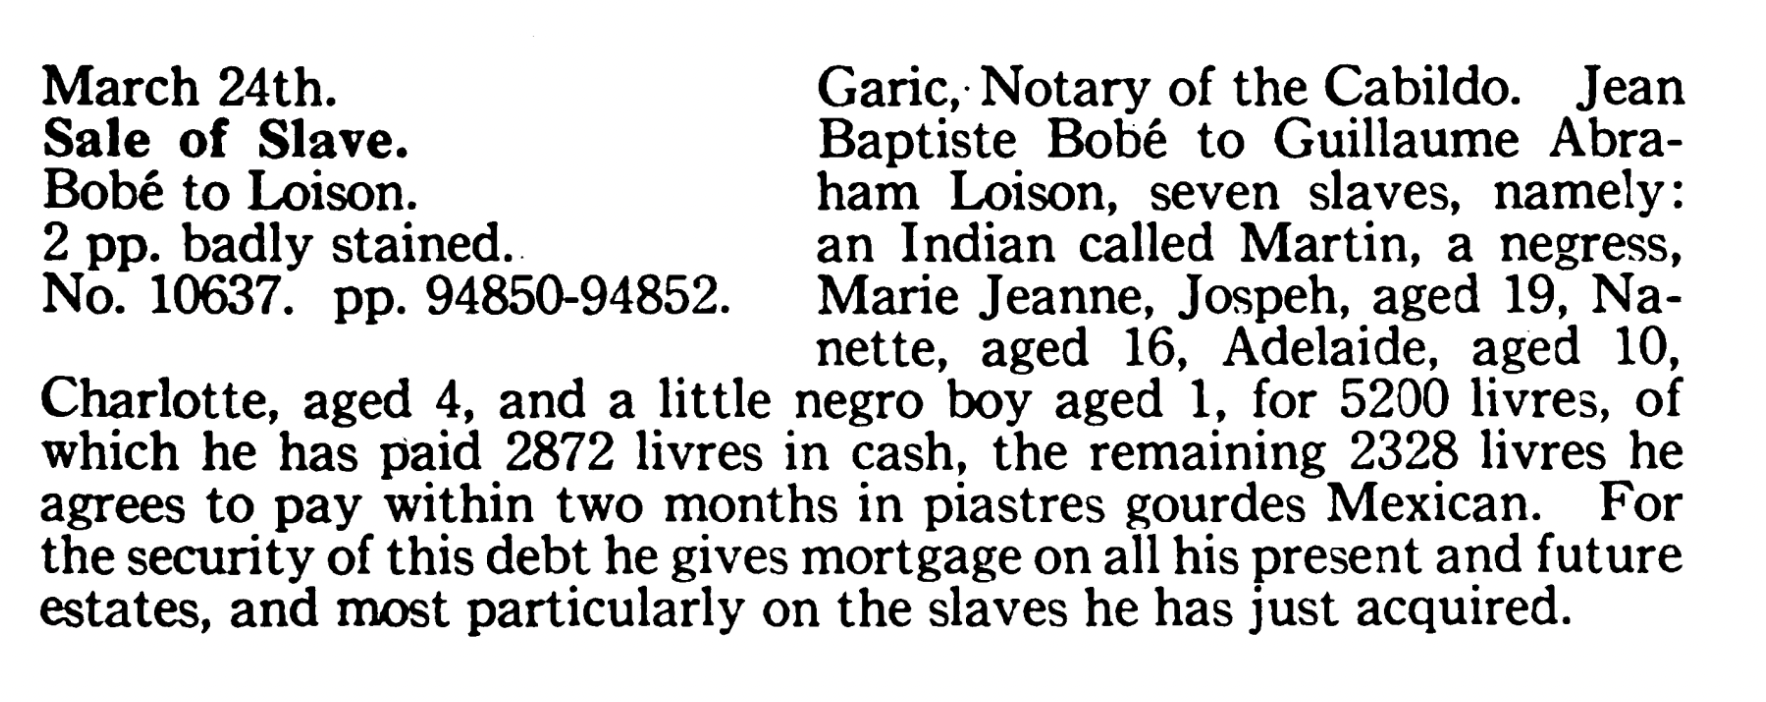 March 24th.
Sale of Slave.
Bobé to Loison.
2 pp. badly stained.
No. 10637. pp. 94850-94852.
Garic, Notary of the Cabildo. Jean
Baptiste Bobé to Guillaume Abra-
ham Loison, seven slaves, namely:
an Indian called Martin, a negress,
Marie Jeanne, Jospeh, aged 19, Na-
nette, aged 16, Adelaide, aged 10,
Charlotte, aged 4, and a little negro boy aged 1, for 5200 livres, of
which he has paid 2872 livres in cash, the remaining 2328 livres he
agrees to pay within two months in piastres gourdes Mexican. For
the security of this debt he gives mortgage on all his present and future
estates, and most particularly on the slaves he has just acquired.